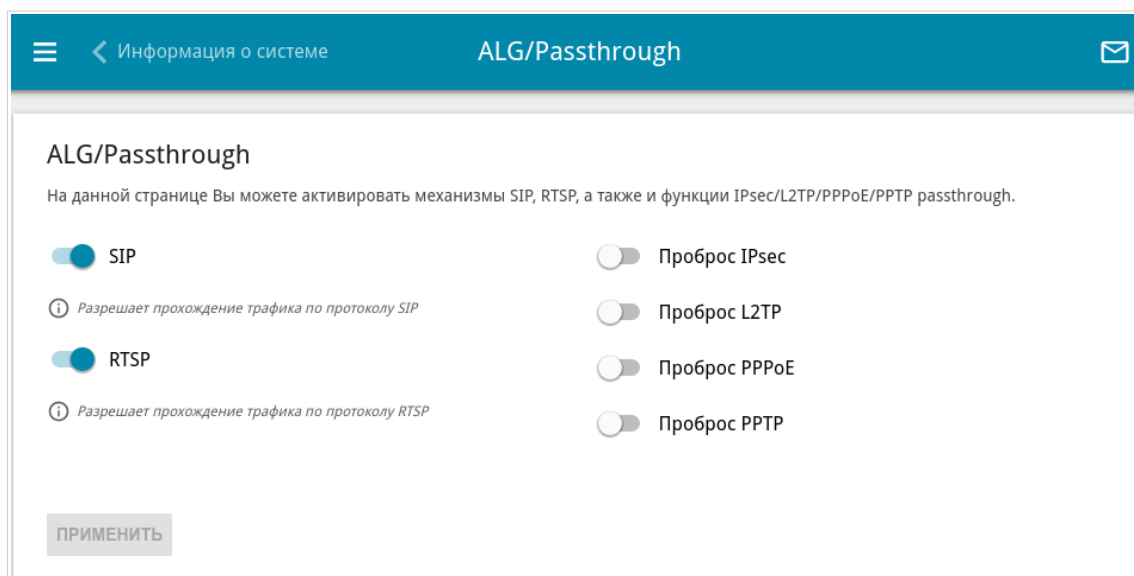 Информация о системе
ALG/Passthrough
ALG/Passthrough
На данной странице Вы можете активировать механизмы SIP, RTSP, а также и функции IPsec/L2TP/PPPoE/PPTP passthrough.
SIP
Разрешает прохождение трафика по протоколу SIP
RTSP
Разрешает прохождение трафика по протоколу RTSP
Проброс IPsec
Проброс L2TP
Проброс PPPoE
Проброс PPTP
ПРИМЕНИТЬ